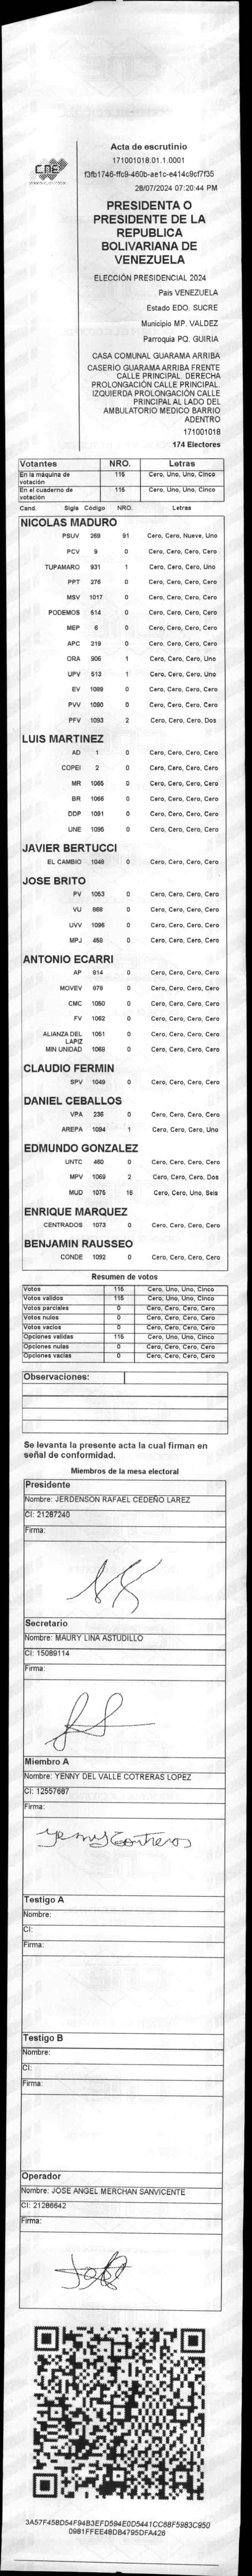 CNE
Acta de escrutinio
171001018.01.1.0001
f3fb1746-ffc9-460b-ae1c-e414c9cf7f35
28/07/2024 07:20:44 PM
PRESIDENTA O
PRESIDENTE DE LA
REPUBLICA
BOLIVARIANA DE
VENEZUELA
ELECCIÓN PRESIDENCIAL 2024
País VENEZUELA
Estado EDO. SUCRE
Municipio MP. VALDEZ
Parroquia PQ. GUIRIA
CASA COMUNAL GUARAMA ARRIBA
CASERIO GUARAMA ARRIBA FRENTE
CALLE PRINCIPAL. DERECHA
PROLONGACIÓN CALLE PRINCIPAL.
IZQUIERDA PROLONGACIÓN CALLE
PRINCIPAL AL LADO DEL
AMBULATORIO MEDICO BARRIO
ADENTRO
171001018
174 Electores
Votantes NRO. Letras
En la máquina de votación 115 Cero, Uno, Uno, Cinco
En el cuaderno de votación 115 Cero, Uno, Uno, Cinco
Cand. Sigla Código NRO. Letras
NICOLAS MADURO
PSUV 269 91 Cero, Cero, Nueve, Uno
PCV 9 0 Cero, Cero, Cero, Cero
TUPAMARO 931 1 Cero, Cero, Cero, Uno
PPT 276 0 Cero, Cero, Cero, Cero
MSV 1017 0 Cero, Cero, Cero, Cero
PODEMOS 514 0 Cero, Cero, Cero, Cero
MEP 6 0 Cero, Cero, Cero, Cero
APC 219 0 Cero, Cero, Cero, Cero
ORA 906 1 Cero, Cero, Cero, Uno
UPV 513 1 Cero, Cero, Cero, Uno
EV 1089 0 Cero, Cero, Cero, Cero
PVV 1090 0 Cero, Cero, Cero, Cero
PFV 1093 2 Cero, Cero, Cero, Dos
LUIS MARTINEZ
AD 1 0 Cero, Cero, Cero, Cero
COPEI 2 0 Cero, Cero, Cero, Cero
MR 1065 0 Cero, Cero, Cero, Cero
BR 1066 0 Cero, Cero, Cero, Cero
DDP 1091 0 Cero, Cero, Cero, Cero
UNE 1095 0 Cero, Cero, Cero, Cero
JAVIER BERTUCCI
EL CAMBIO 1048 0 Cero, Cero, Cero, Cero
JOSE BRITO
PV 1053 0 Cero, Cero, Cero, Cero
VU 868 0 Cero, Cero, Cero, Cero
UVV 1096 0 Cero, Cero, Cero, Cero
MPJ 459 0 Cero, Cero, Cero, Cero
ANTONIO ECARRI
AP 814 0 Cero, Cero, Cero, Cero
MOVEV 878 0 Cero, Cero, Cero, Cero
CMC 1050 0 Cero, Cero, Cero, Cero
FV 1062 0 Cero, Cero, Cero, Cero
ALIANZA DEL LAPIZ 1051 0 Cero, Cero, Cero, Cero
MIN UNIDAD 1068 0 Cero, Cero, Cero, Cero
CLAUDIO FERMIN
SPV 1049 0 Cero, Cero, Cero, Cero
DANIEL CEBALLOS
VPA 236 0 Cero, Cero, Cero, Cero
AREPA 1094 1 Cero, Cero, Cero, Uno
EDMUNDO GONZALEZ
UNTC 460 0 Cero, Cero, Cero, Cero
MPV 1069 2 Cero, Cero, Cero, Dos
MUD 1075 16 Cero, Cero, Uno, Seis
ENRIQUE MARQUEZ
CENTRADOS 1073 0 Cero, Cero, Cero, Cero
BENJAMIN RAUSSEO
CONDE 1092 0 Cero, Cero, Cero, Cero
Resumen de votos
Votos 115 Cero, Uno, Uno, Cinco
Votos validos 115 Cero, Uno, Uno, Cinco
Votos parciales 0 Cero, Cero, Cero, Cero
Votos nulos 0 Cero, Cero, Cero, Cero
Votos vacios 0 Cero, Cero, Cero, Cero
Opciones validas 115 Cero, Uno, Uno, Cinco
Opciones nulas 0 Cero, Cero, Cero, Cero
Opciones vacias 0 Cero, Cero, Cero, Cero
Observaciones:
Se levanta la presente acta la cual firman en
señal de conformidad.
Miembros de la mesa electoral
Presidente
Nombre: JERDENSON RAFAEL CEDEÑO LAREZ
CI: 21287240
Firma:
Secretario
Nombre: MAURY LINA ASTUDILLO
CI: 15089114
Firma:
Miembro A
Nombre: YENNY DEL VALLE COTRERAS LOPEZ
CI: 12557687
Firma:
Yenny Contreras
Testigo A
Nombre:
CI:
Firma:
Testigo B
Nombre:
CI:
Firma:
Operador
Nombre: JOSE ANGEL MERCHAN SANVICENTE
CI: 21286642
Firma:
3A57F458D54F94B3EFD594E0D5441CC68F5983C950
0981FFEE48DB4795DFA426